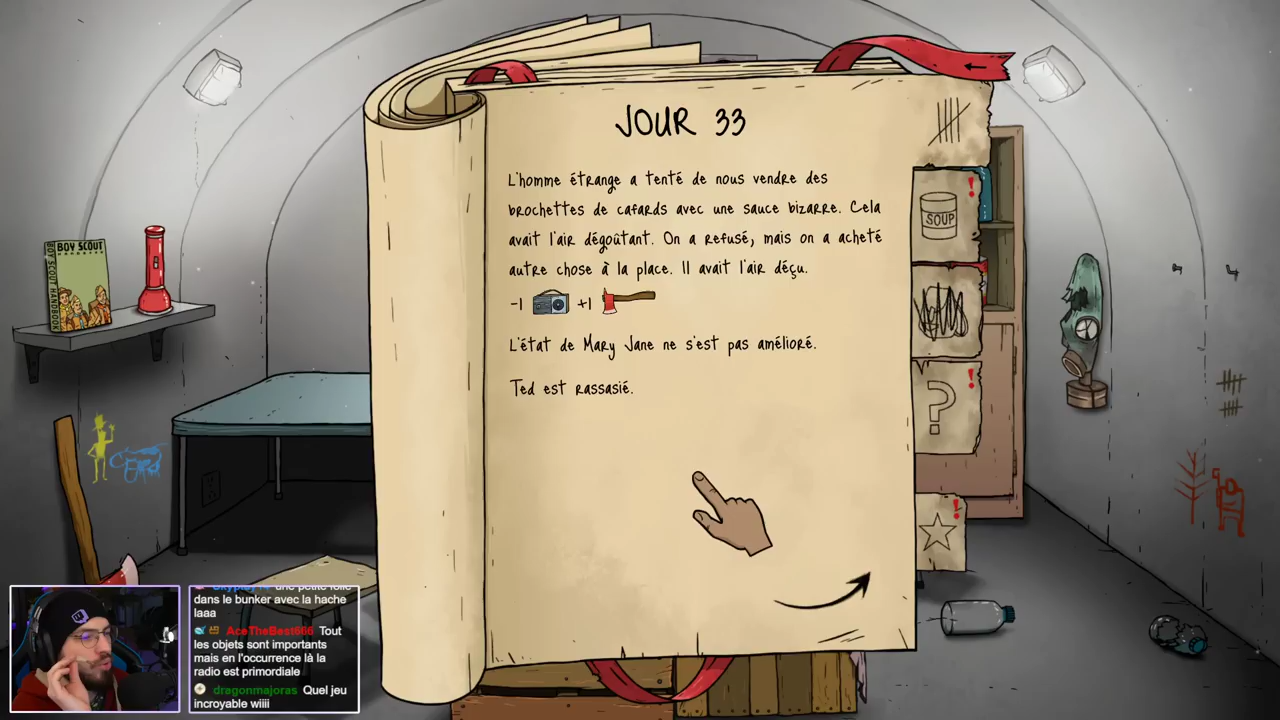 JOUR 33
L'homme étrange a tenté de nous vendre des
brochettes de cafards avec une sauce bizarre. Cela
avait l'air dégoûtant. On a refusé, mais on a acheté
autre chose à la place. Il avait l'air déçu.
-1 +1
L'état de Mary Jane ne s'est pas amélioré.
Ted est rassasié.
SOUP
BOY SCOUT
BOY SCOUT HANDBOOK
dans le bunker avec la hache
laaa
AceTheBest666 Tout
les objets sont importants
mais en l'occurrence là la
radio est primordiale
dragonmajoras Quel jeu
incroyable wiiii